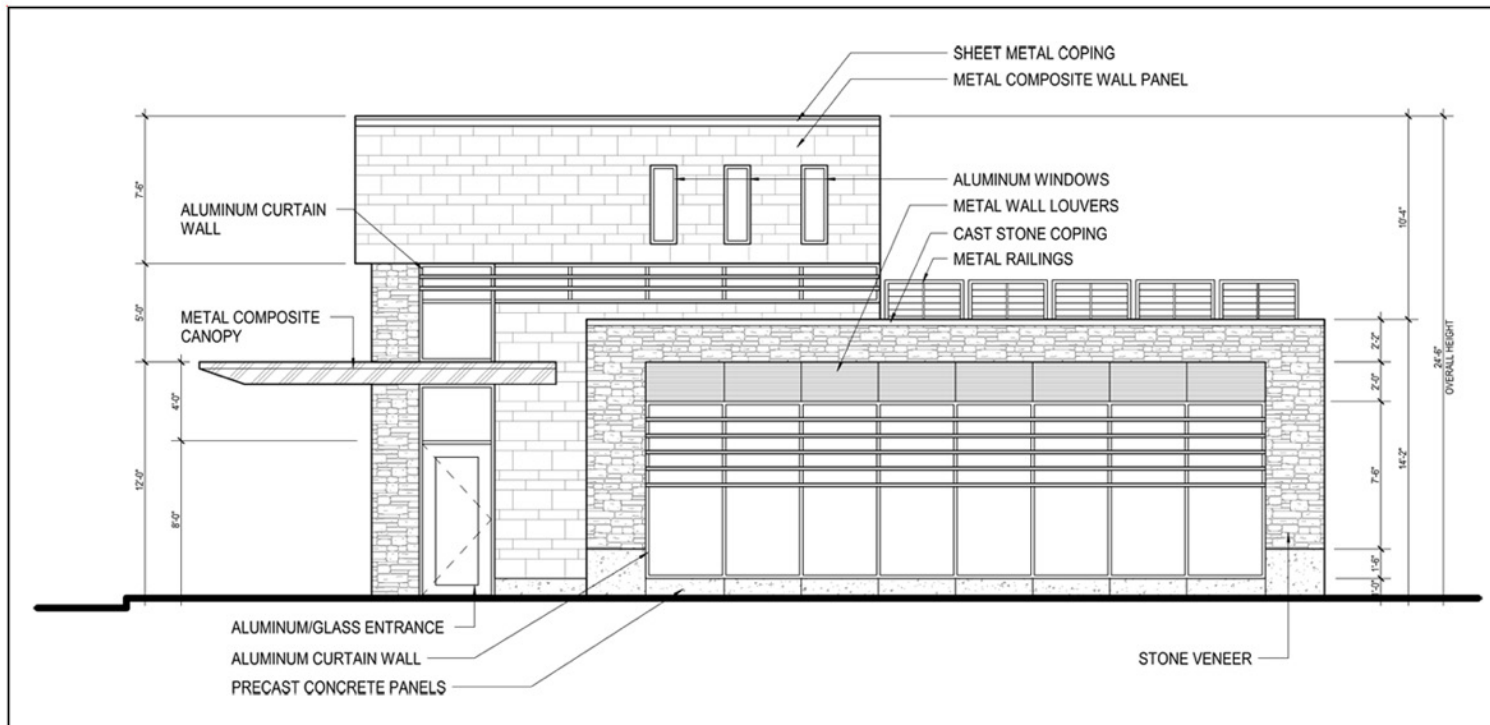 SHEET METAL COPING
METAL COMPOSITE WALL PANEL
ALUMINUM WINDOWS
METAL WALL LOUVERS
CAST STONE COPING
METAL RAILINGS
ALUMINUM CURTAIN
WALL
METAL COMPOSITE
CANOPY
7'-6"
5'-0"
4'-0"
12'-0"
8'-0"
10'-4"
2'-2"
2'-0"
24'-6"
OVERALL HEIGHT
7'-6"
14'-2"
1'-6"
1'-0"
ALUMINUM/GLASS ENTRANCE
ALUMINUM CURTAIN WALL
PRECAST CONCRETE PANELS
STONE VENEER